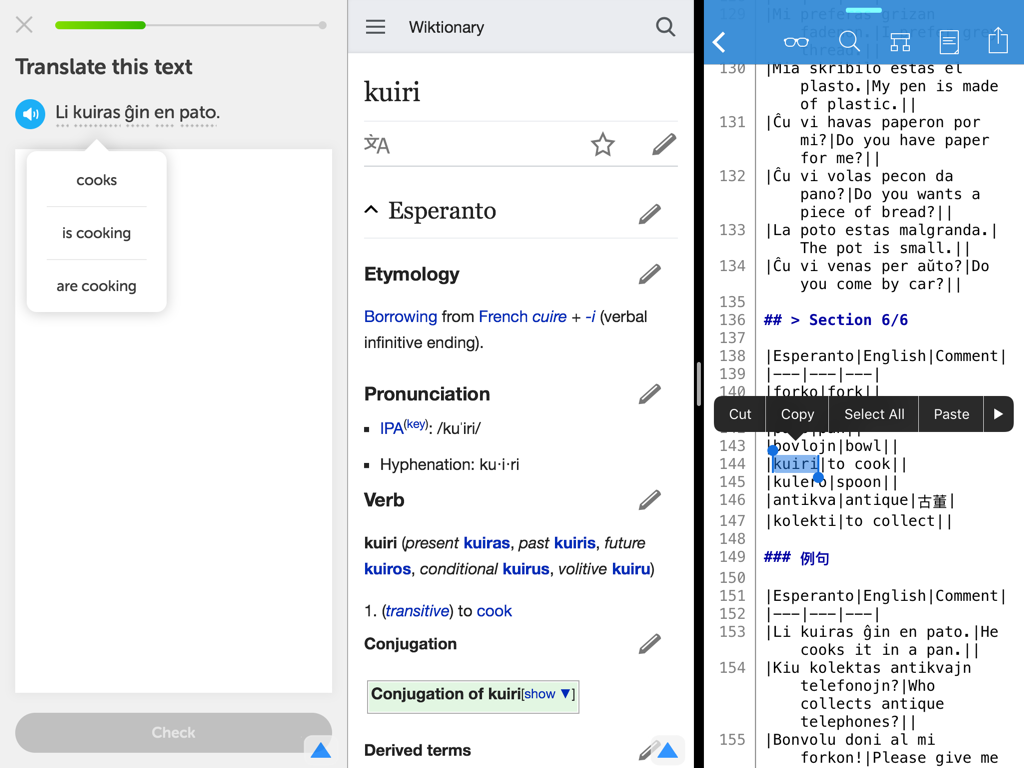 Translate this text
Li kuiras ĝin en pato.
cooks
is cooking
are cooking
Check
Wiktionary
kuiri
文A
Esperanto
Etymology
Borrowing from French cuire + -i (verbal
infinitive ending).
Pronunciation
▪ IPA(key): /kuˈiri/
▪ Hyphenation: ku·i·ri
Verb
kuiri (present kuiras, past kuiris, future
kuiros, conditional kuirus, volitive kuiru)
1. (transitive) to cook
Conjugation
Conjugation of kuiri[show ▼]
Derived terms
129 |Mi preferas grizan
fadenon.|I prefer
thread.||
130 |Mia skribilo estas el
plasto.|My pen is made
of plastic.||
131 |Ĉu vi havas paperon por
mi?|Do you have paper
for me?||
132 |Ĉu vi volas pecon da
pano?|Do you wants a
piece of bread?||
133 |La poto estas malgranda.|
The pot is small.||
134 |Ĉu vi venas per aŭto?|Do
you come by car?||
135
136 ## > Section 6/6
137
138 |Esperanto|English|Comment|
139 |---|---|---|
140 |forko|fork||
Cut Copy Select All Paste ▶
143 |bovlojn|bowl||
144 |kuiri|to cook||
145 |kulero|spoon||
146 |antikva|antique|古董|
147 |kolekti|to collect||
148
149 ### 例句
150
151 |Esperanto|English|Comment|
152 |---|---|---|
153 |Li kuiras ĝin en pato.|He
cooks it in a pan.||
154 |Kiu kolektas antikvajn
telefonojn?|Who
collects antique
telephones?||
155 |Bonvolu doni al mi
forkon!|Please give me